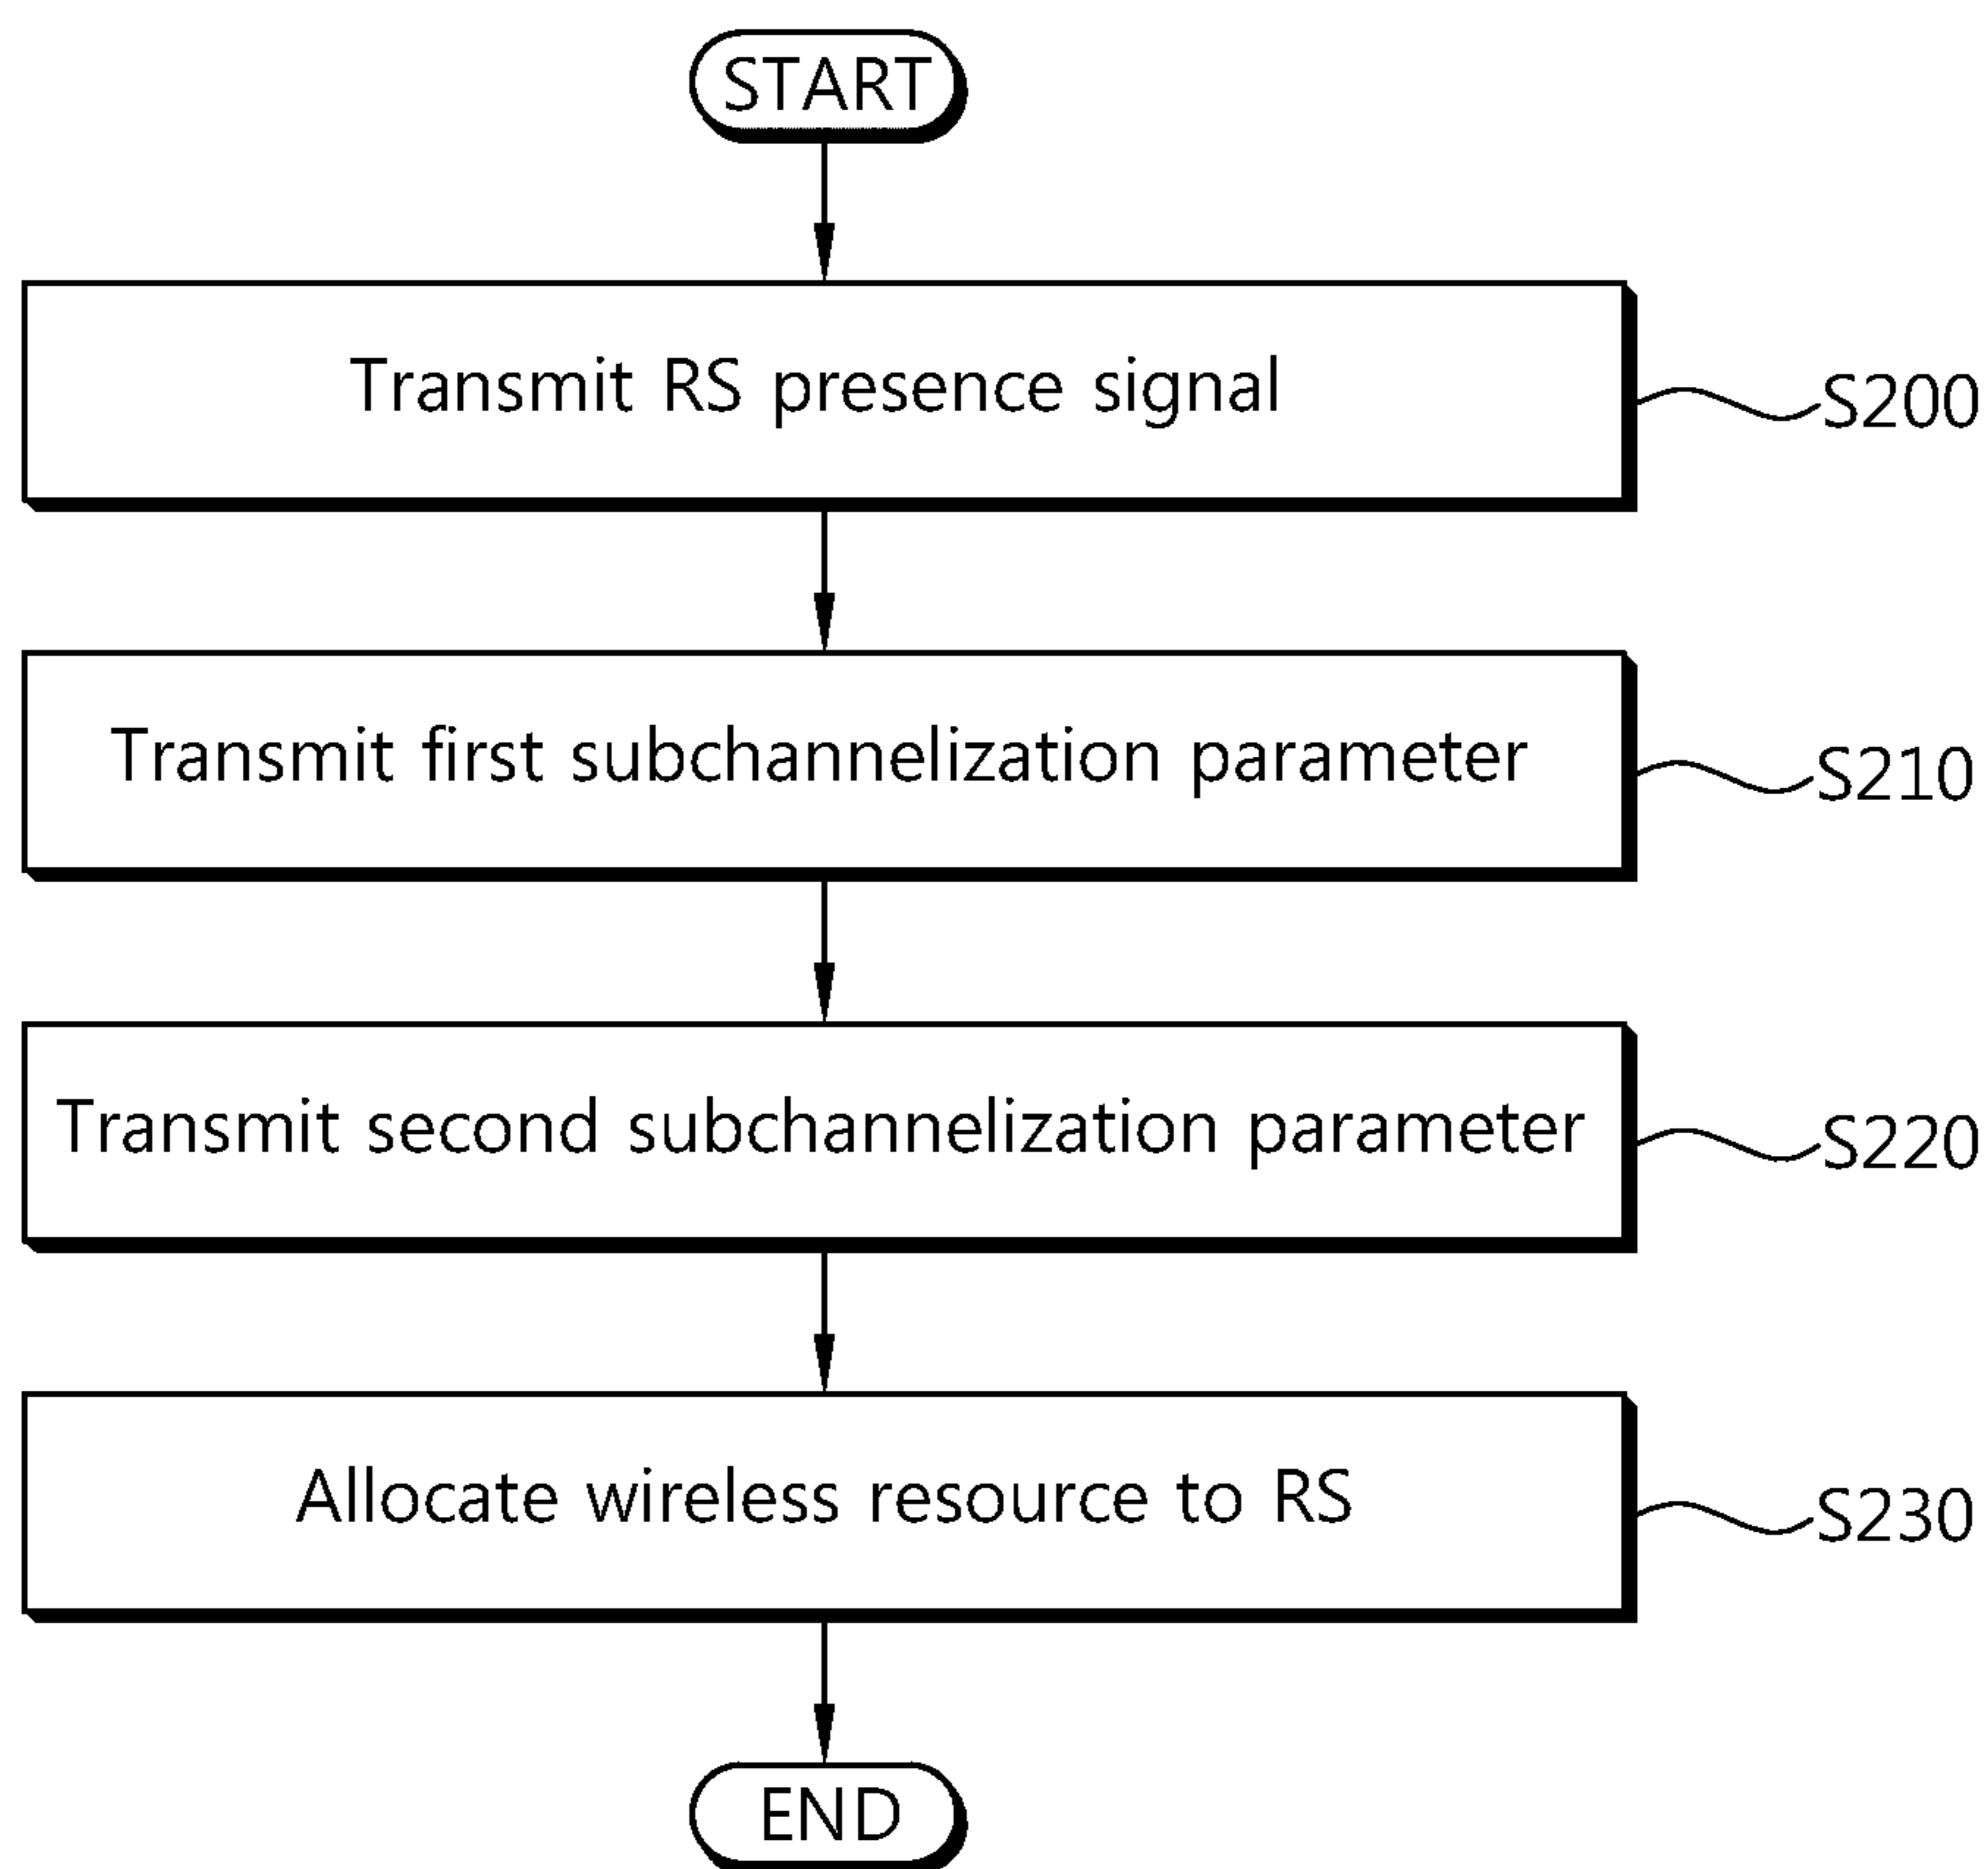 START
Transmit RS presence signal
S200
Transmit first subchannelization parameter
S210
Transmit second subchannelization parameter
S220
Allocate wireless resource to RS
S230
END